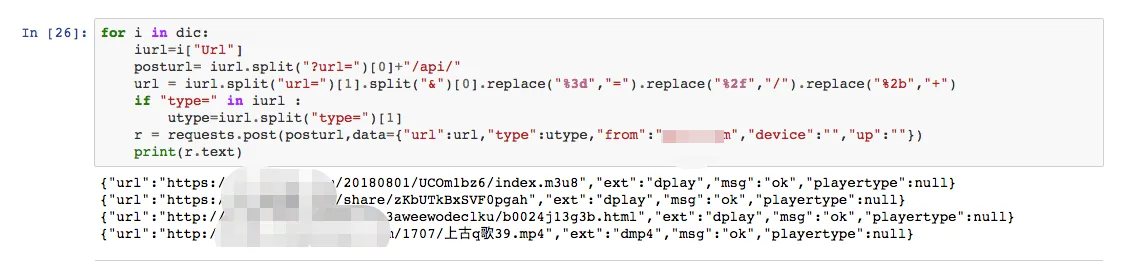 In [26]: for i in dic:
iurl=i["Url"]
posturl= iurl.split("?url=")[0]+"/api/"
url = iurl.split("url=")[1].split("&")[0].replace("%3d","=").replace("%2f","/").replace("%2b","+")
if "type=" in iurl :
utype=iurl.split("type=")[1]
r = requests.post(posturl,data={"url":url,"type":utype,"from":"m","device":"","up":""})
print(r.text)
{"url":"https:/ /20180801/UCOm1bz6/index.m3u8","ext":"dplay","msg":"ok","playertype":null}
{"url":"https:/ /share/zKbUTkBxSVF0pgah","ext":"dplay","msg":"ok","playertype":null}
{"url":"http:/ 3aweewodeclku/b0024jl3g3b.html","ext":"dplay","msg":"ok","playertype":null}
{"url":"http:/ /1707/上古q歌39.mp4","ext":"dmp4","msg":"ok","playertype":null}